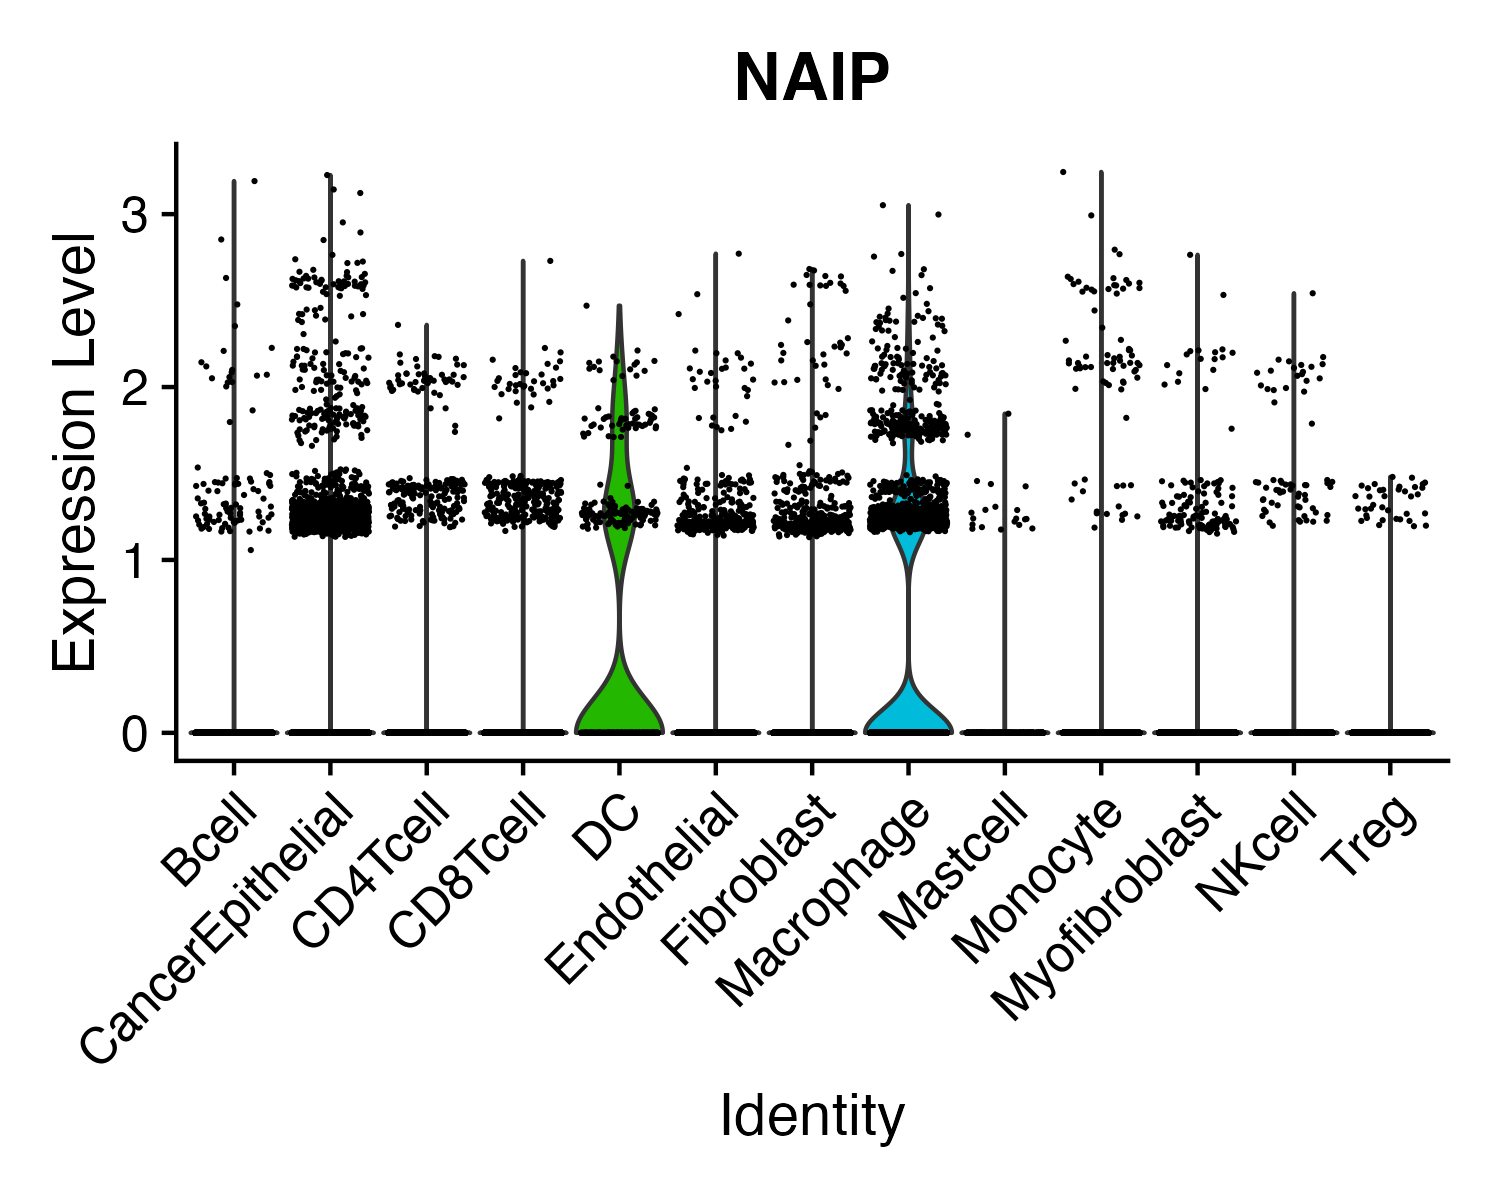 NAIP
Expression Level
3
2
1
0
Bcell
CancerEpithelial
CD4Tcell
CD8Tcell
DC
Endothelial
Fibroblast
Macrophage
Mastcell
Monocyte
Myofibroblast
NKcell
Treg
Identity